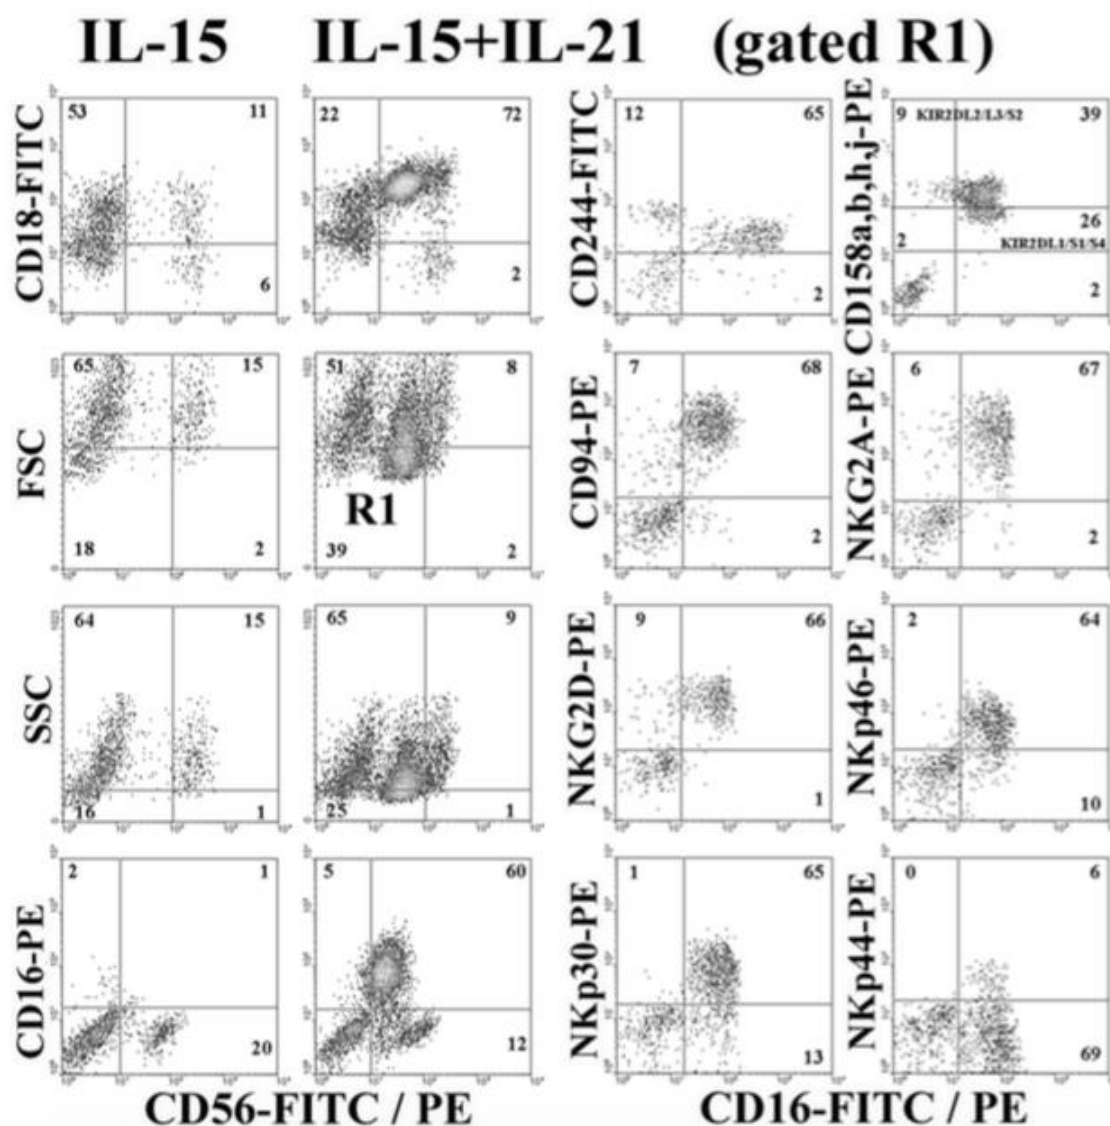 IL-15 IL-15+IL-21 (gated R1)
CD18-FITC
53 11
6
22 72
2
CD244-FITC
12 65
2
CD158a,b,h,j-PE
9 KIR2DL2/L3/S2 39
26
2 KIR2DL1/S1/S4
2
FSC
65 15
18 2
51 8
R1
39 2
CD94-PE
7 68
2
NKG2A-PE
6 67
2
SSC
64 15
16 1
65 9
25 1
NKG2D-PE
9 66
1
NKp46-PE
2 64
10
CD16-PE
2 1
20
5 60
12
NKp30-PE
1 65
13
NKp44-PE
0 6
69
CD56-FITC / PE CD16-FITC / PE